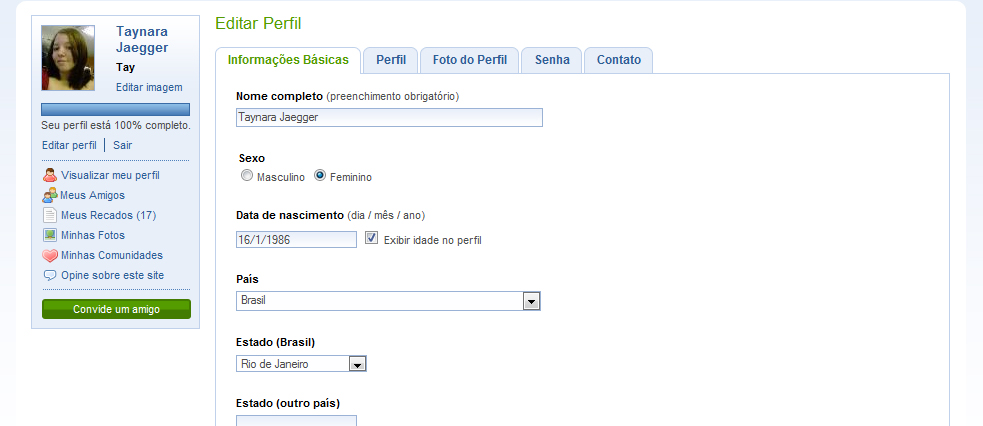 Taynara
Jaegger
Tay
Editar imagem
Seu perfil está 100% completo.
Editar perfil | Sair
Visualizar meu perfil
Meus Amigos
Meus Recados (17)
Minhas Fotos
Minhas Comunidades
Opine sobre este site
Convide um amigo
Editar Perfil
Informações Básicas Perfil Foto do Perfil Senha Contato
Nome completo (preenchimento obrigatório)
Taynara Jaegger
Sexo
Masculino Feminino
Data de nascimento (dia / mês / ano)
16/1/1986 Exibir idade no perfil
País
Brasil
Estado (Brasil)
Rio de Janeiro
Estado (outro país)